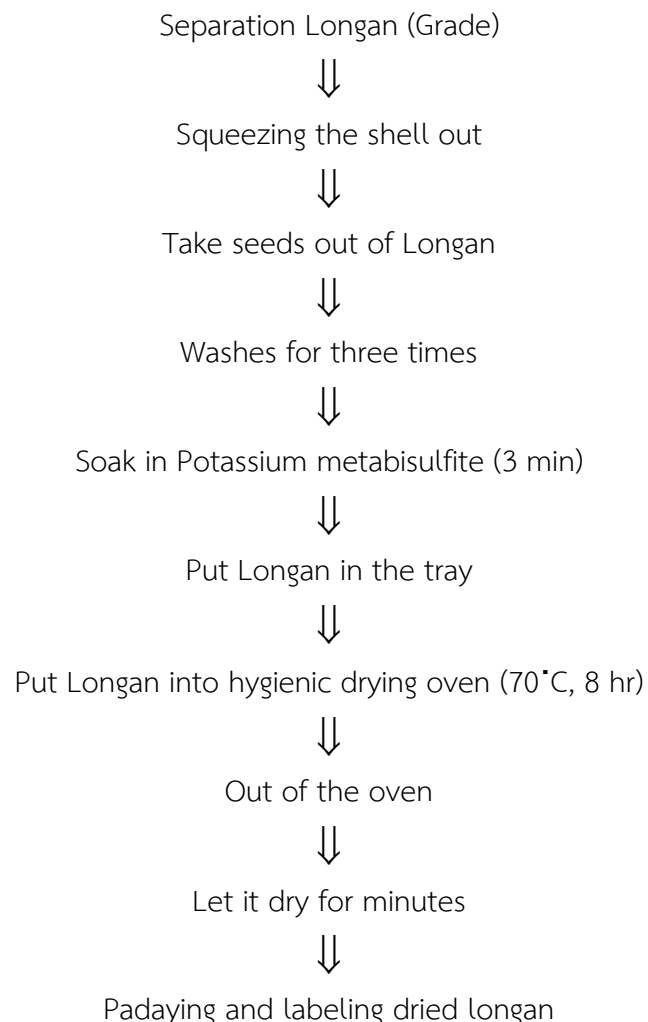 Separation Longan (Grade)
⇓
Squeezing the shell out
⇓
Take seeds out of Longan
⇓
Washes for three times
⇓
Soak in Potassium metabisulfite (3 min)
⇓
Put Longan in the tray
⇓
Put Longan into hygienic drying oven (70˚C, 8 hr)
⇓
Out of the oven
⇓
Let it dry for minutes
⇓
Padaying and labeling dried longan